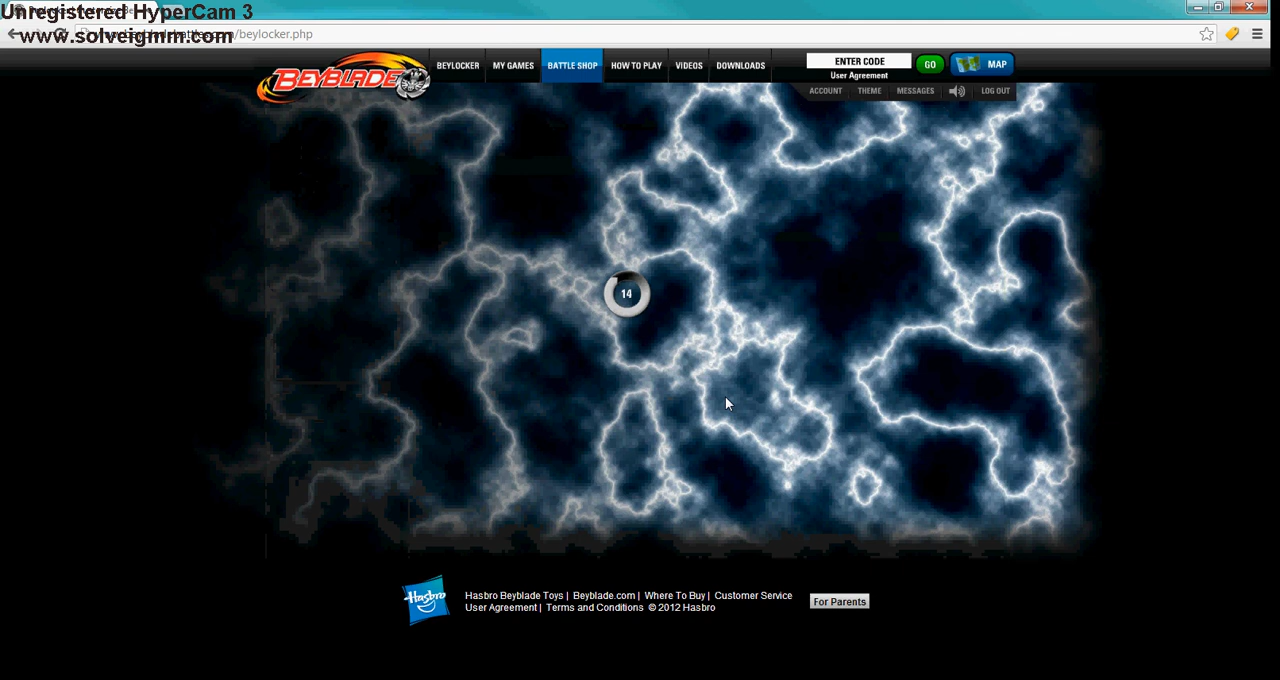 Unregistered HyperCam 3
www.solveigmm.com
/beylocker.php
BEYBLADE
BEYLOCKER
MY GAMES
BATTLE SHOP
HOW TO PLAY
VIDEOS
DOWNLOADS
ENTER CODE
GO
MAP
User Agreement
ACCOUNT
THEME
MESSAGES
LOG OUT
14
Hasbro
Hasbro Beyblade Toys | Beyblade.com | Where To Buy | Customer Service
User Agreement | Terms and Conditions © 2012 Hasbro
For Parents